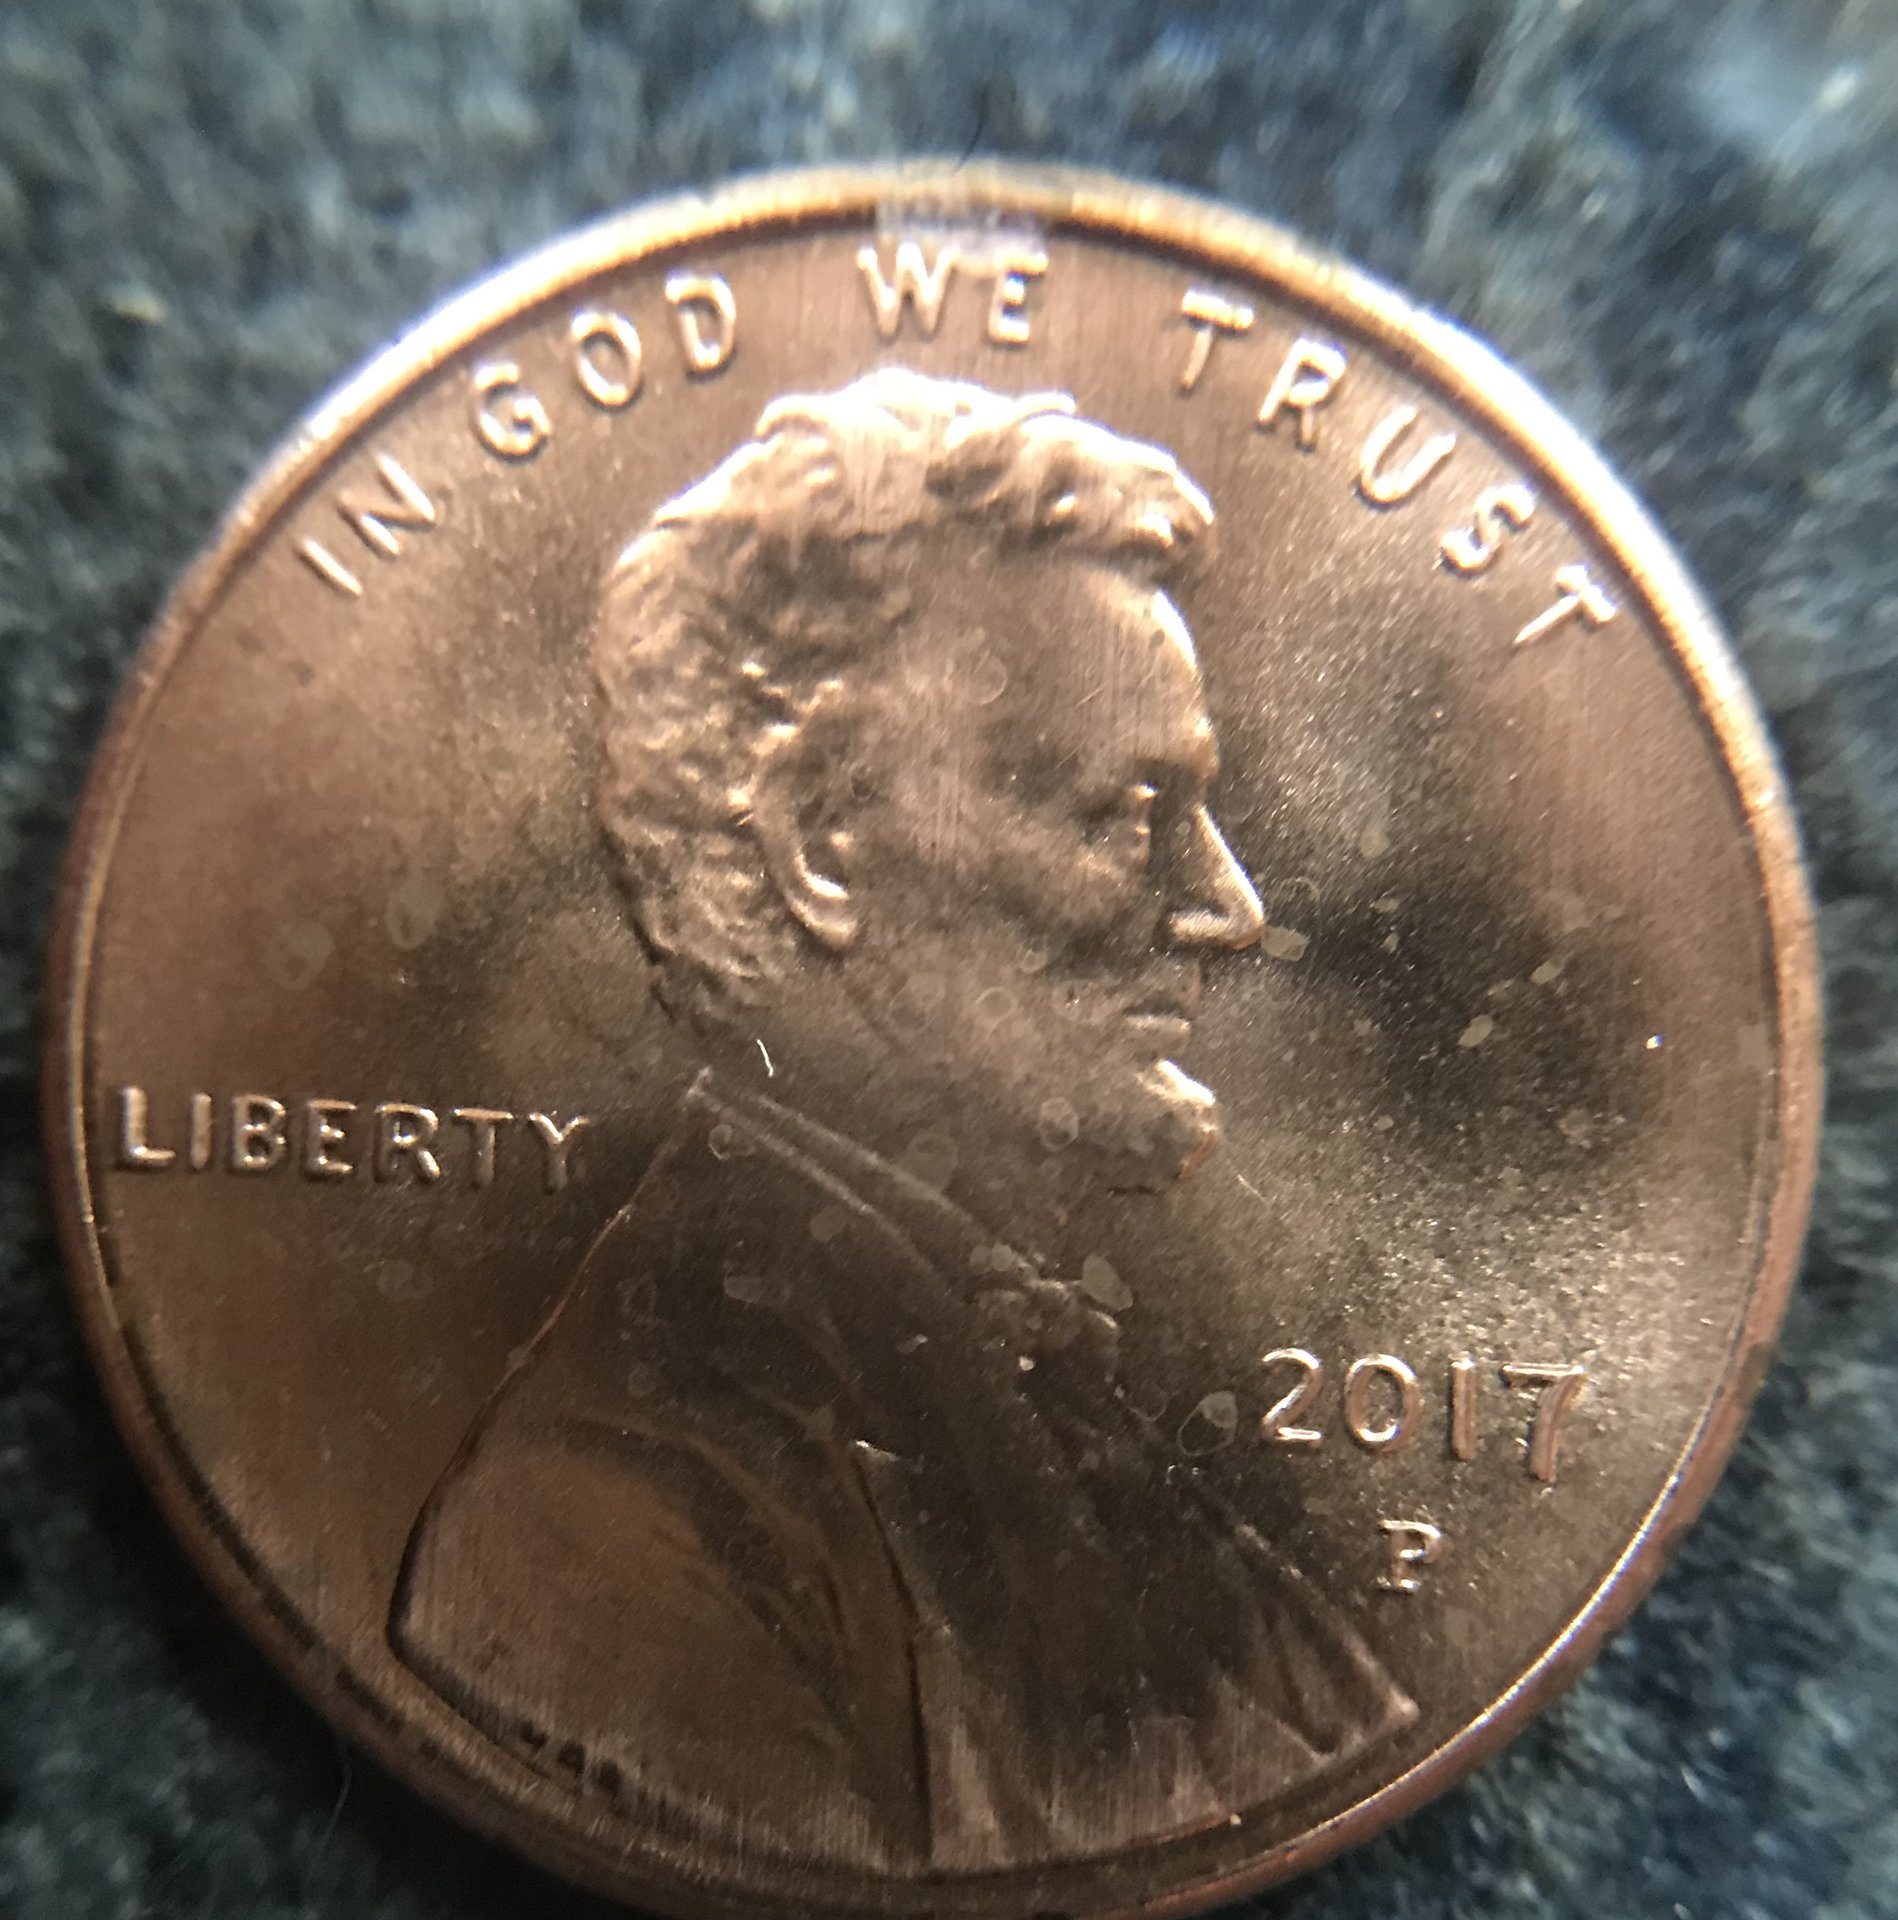 IN GOD WE TRUST
LIBERTY
2017
P